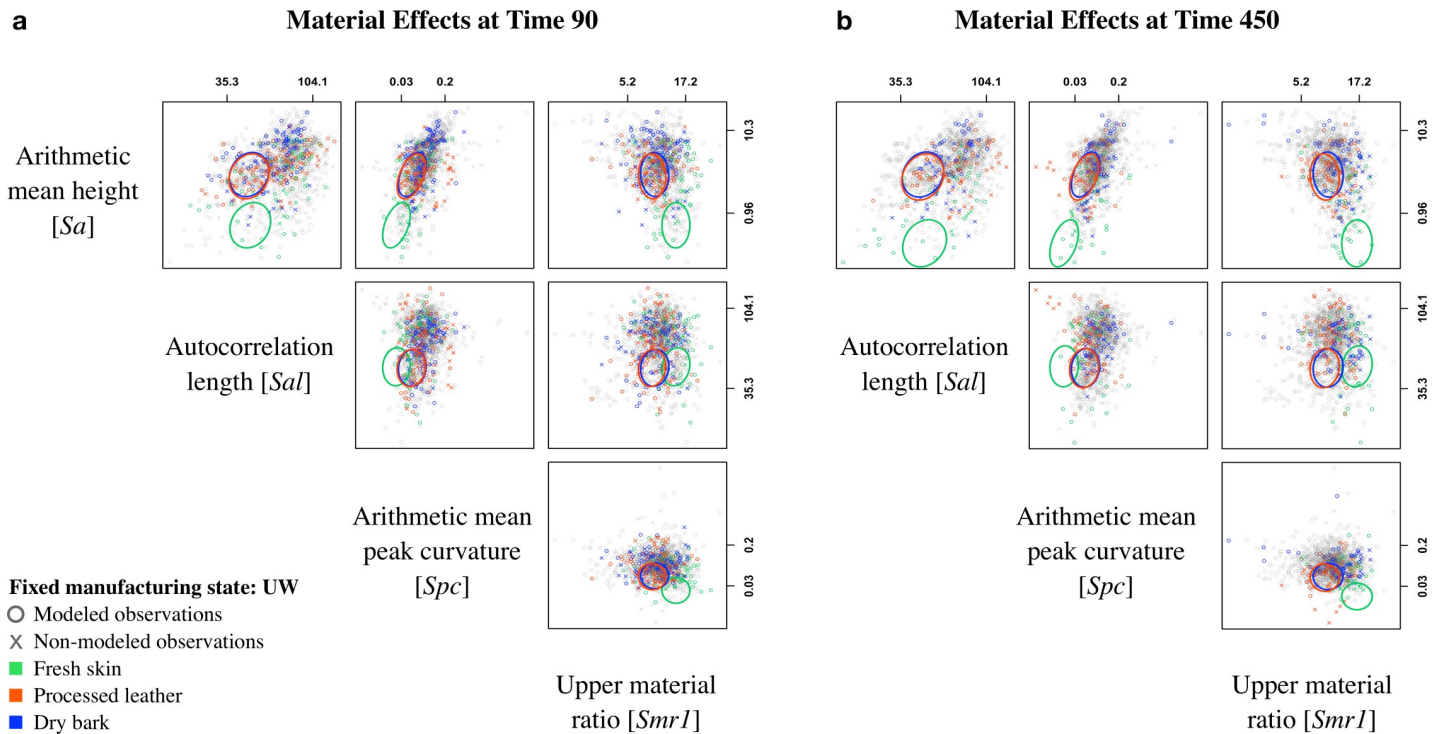 a
Material Effects at Time 90
35.3 104.1 0.03 0.2 5.2 17.2
Arithmetic
mean height
[Sa]
10.3
0.96
Autocorrelation
length [Sal]
104.1
35.3
Arithmetic mean
peak curvature
[Spc]
0.2
0.03
Upper material
ratio [Smr1]
Fixed manufacturing state: UW
Modeled observations
Non-modeled observations
Fresh skin
Processed leather
Dry bark
b
Material Effects at Time 450
35.3 104.1 0.03 0.2 5.2 17.2
10.3
0.96
Autocorrelation
length [Sal]
104.1
35.3
Arithmetic mean
peak curvature
[Spc]
0.2
0.03
Upper material
ratio [Smr1]